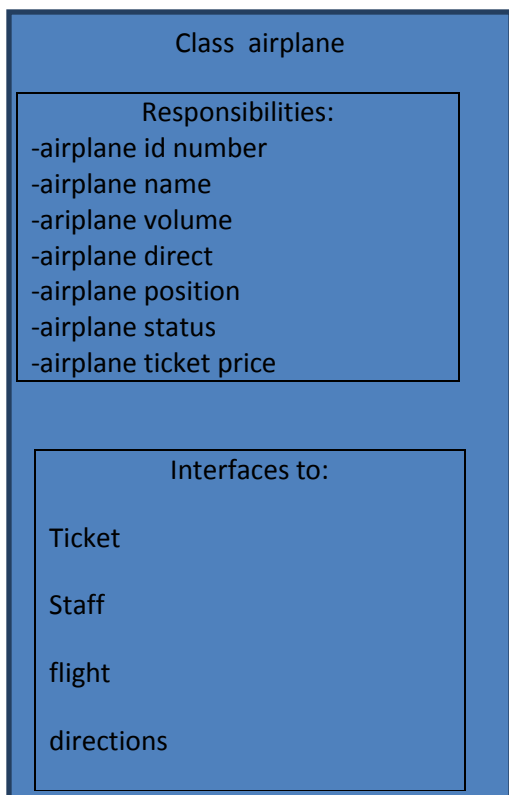 Class  airplane
Responsibilities:
-airplane id number
-airplane name
-ariplane volume
-airplane direct
-airplane position
-airplane status
-airplane ticket price
Interfaces to:
Ticket
Staff
flight
directions